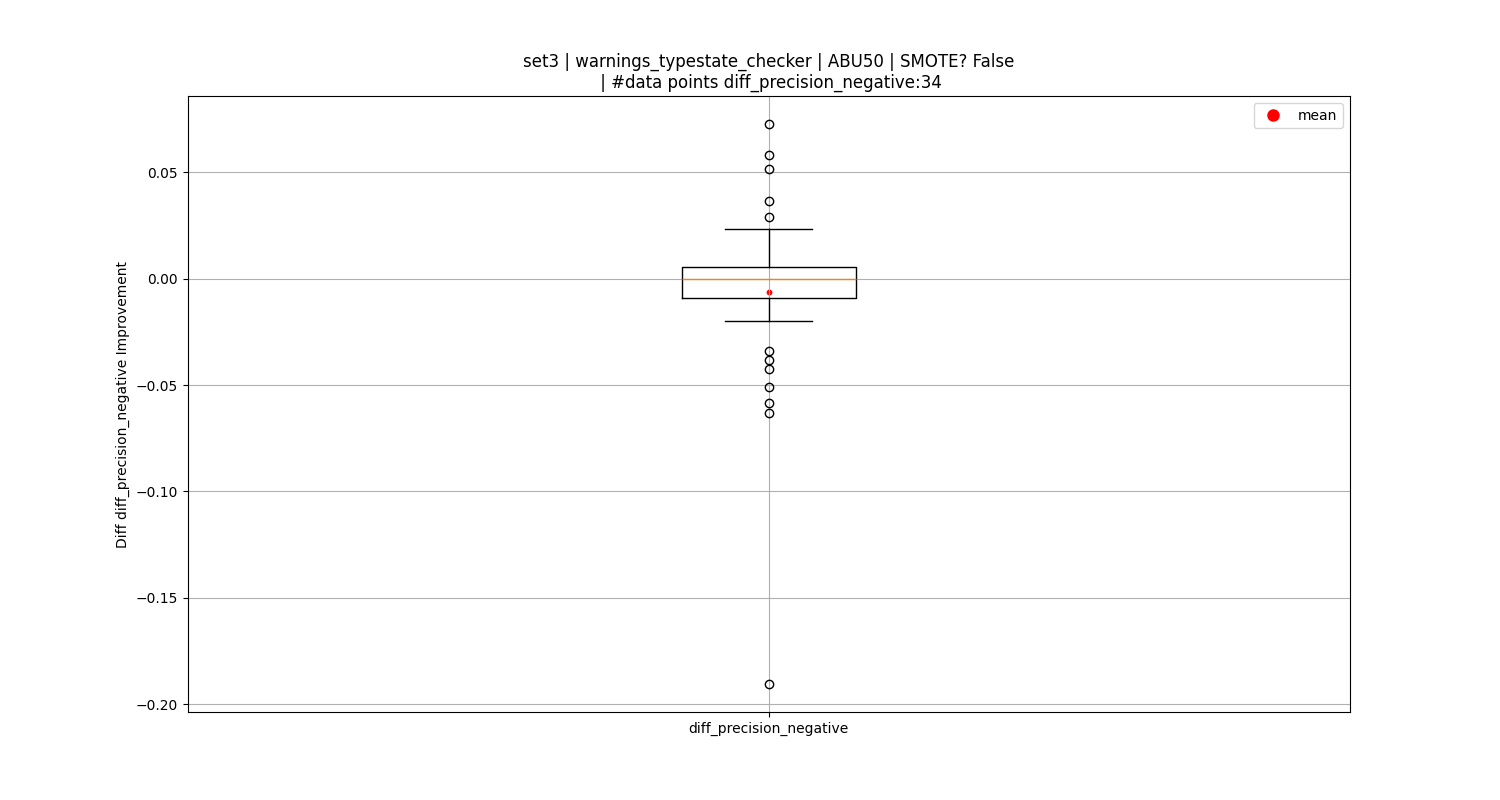 set3 | warnings_typestate_checker | ABU50 | SMOTE? False
| #data points diff_precision_negative:34
mean
0.05
0.00
−0.05
−0.10
−0.15
−0.20
Diff diff_precision_negative Improvement
diff_precision_negative